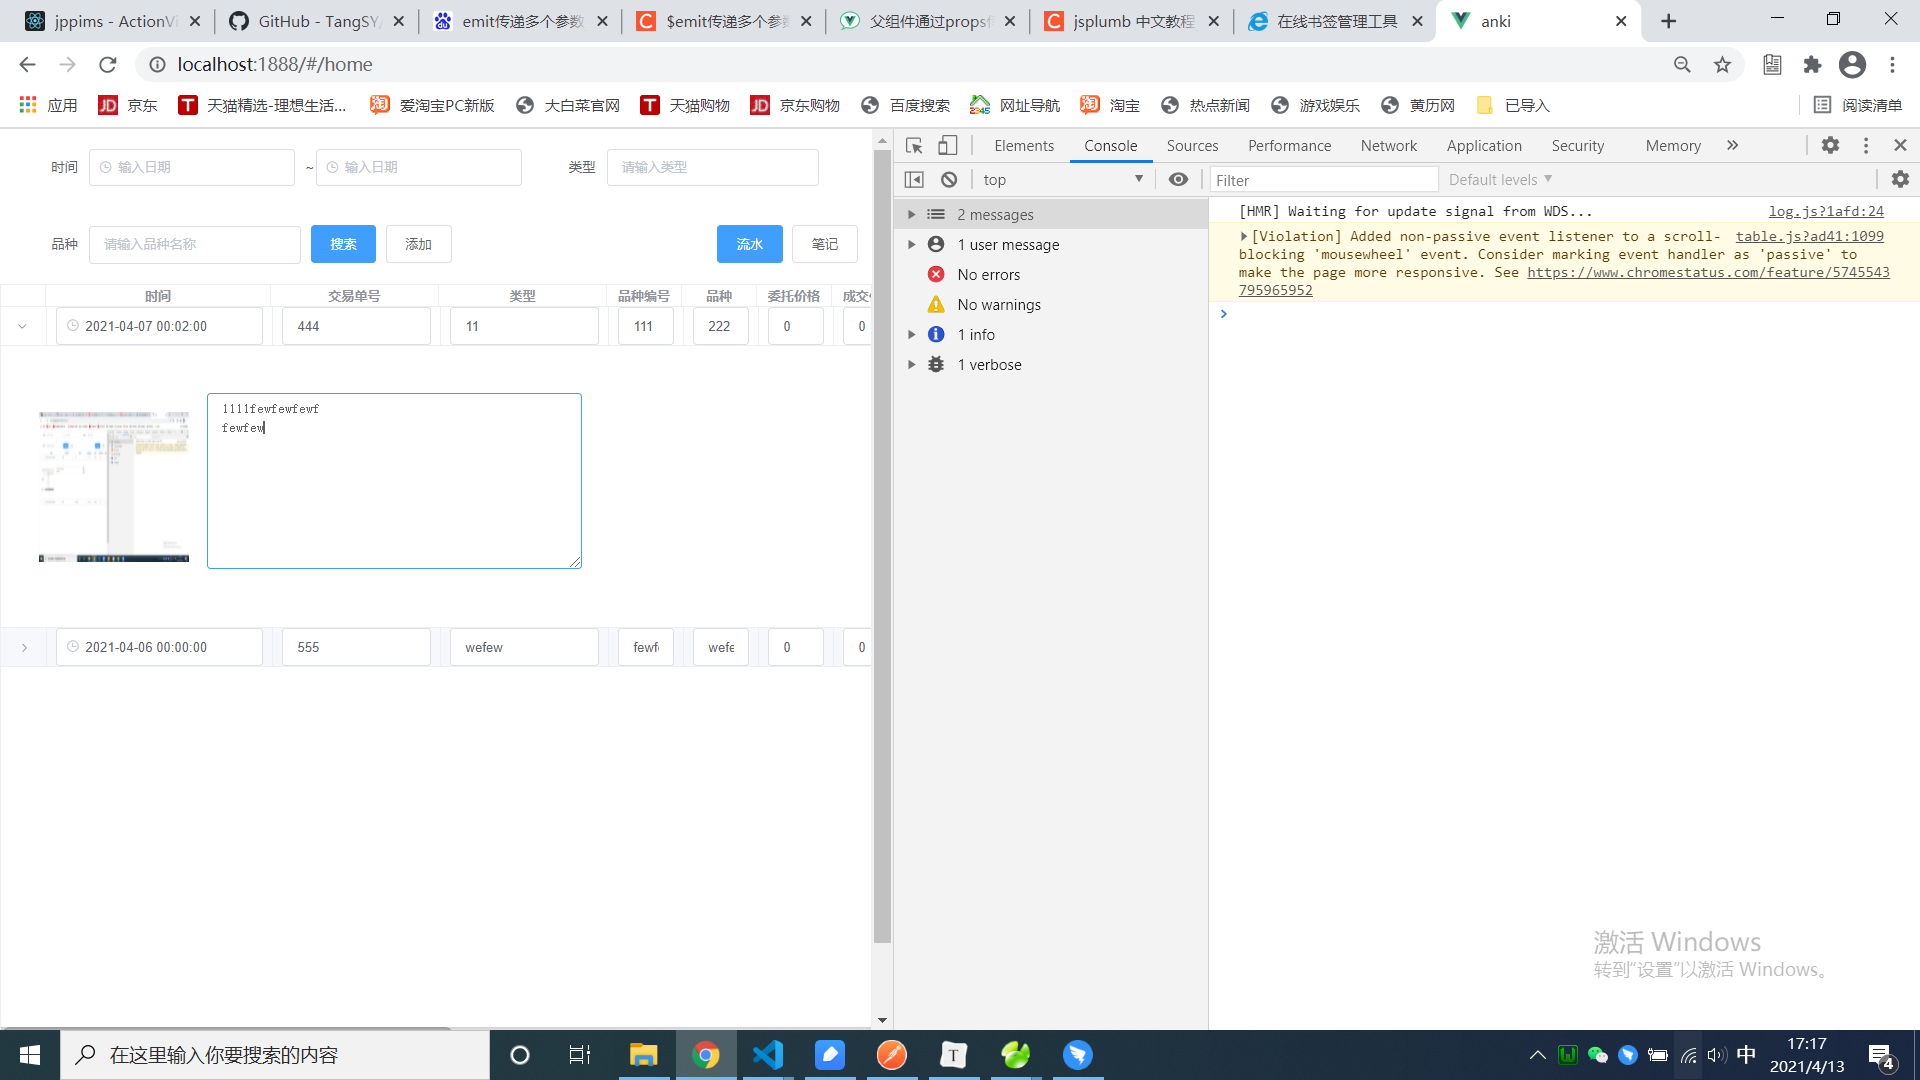 jppims - ActionVi
GitHub - TangSY/
emit传递多个参数
$emit传递多个参数
父组件通过props
jsplumb 中文教程
在线书签管理工具
anki
localhost:1888/#/home
应用
京东
天猫精选-理想生活...
爱淘宝PC新版
大白菜官网
天猫购物
京东购物
百度搜索
网址导航
淘宝
热点新闻
游戏娱乐
黄历网
已导入
阅读清单
时间
输入日期
~
输入日期
类型
请输入类型
品种
请输入品种名称
搜索
添加
流水
笔记
时间
交易单号
类型
品种编号
品种
委托价格
成交
2021-04-07 00:02:00
444
11
111
222
0
0
1111fewfewfewf
fewfew
2021-04-06 00:00:00
555
wefew
fewf
wefe
0
0
Elements
Console
Sources
Performance
Network
Application
Security
Memory
top
Filter
Default levels
2 messages
1 user message
No errors
No warnings
1 info
1 verbose
[HMR] Waiting for update signal from WDS...
log.js?1afd:24
[Violation] Added non-passive event listener to a scroll-
table.js?ad41:1099
blocking 'mousewheel' event. Consider marking event handler as 'passive' to
make the page more responsive. See https://www.chromestatus.com/feature/5745543
795965952
激活 Windows
转到“设置”以激活 Windows。
在这里输入你要搜索的内容
中
17:17
2021/4/13
4